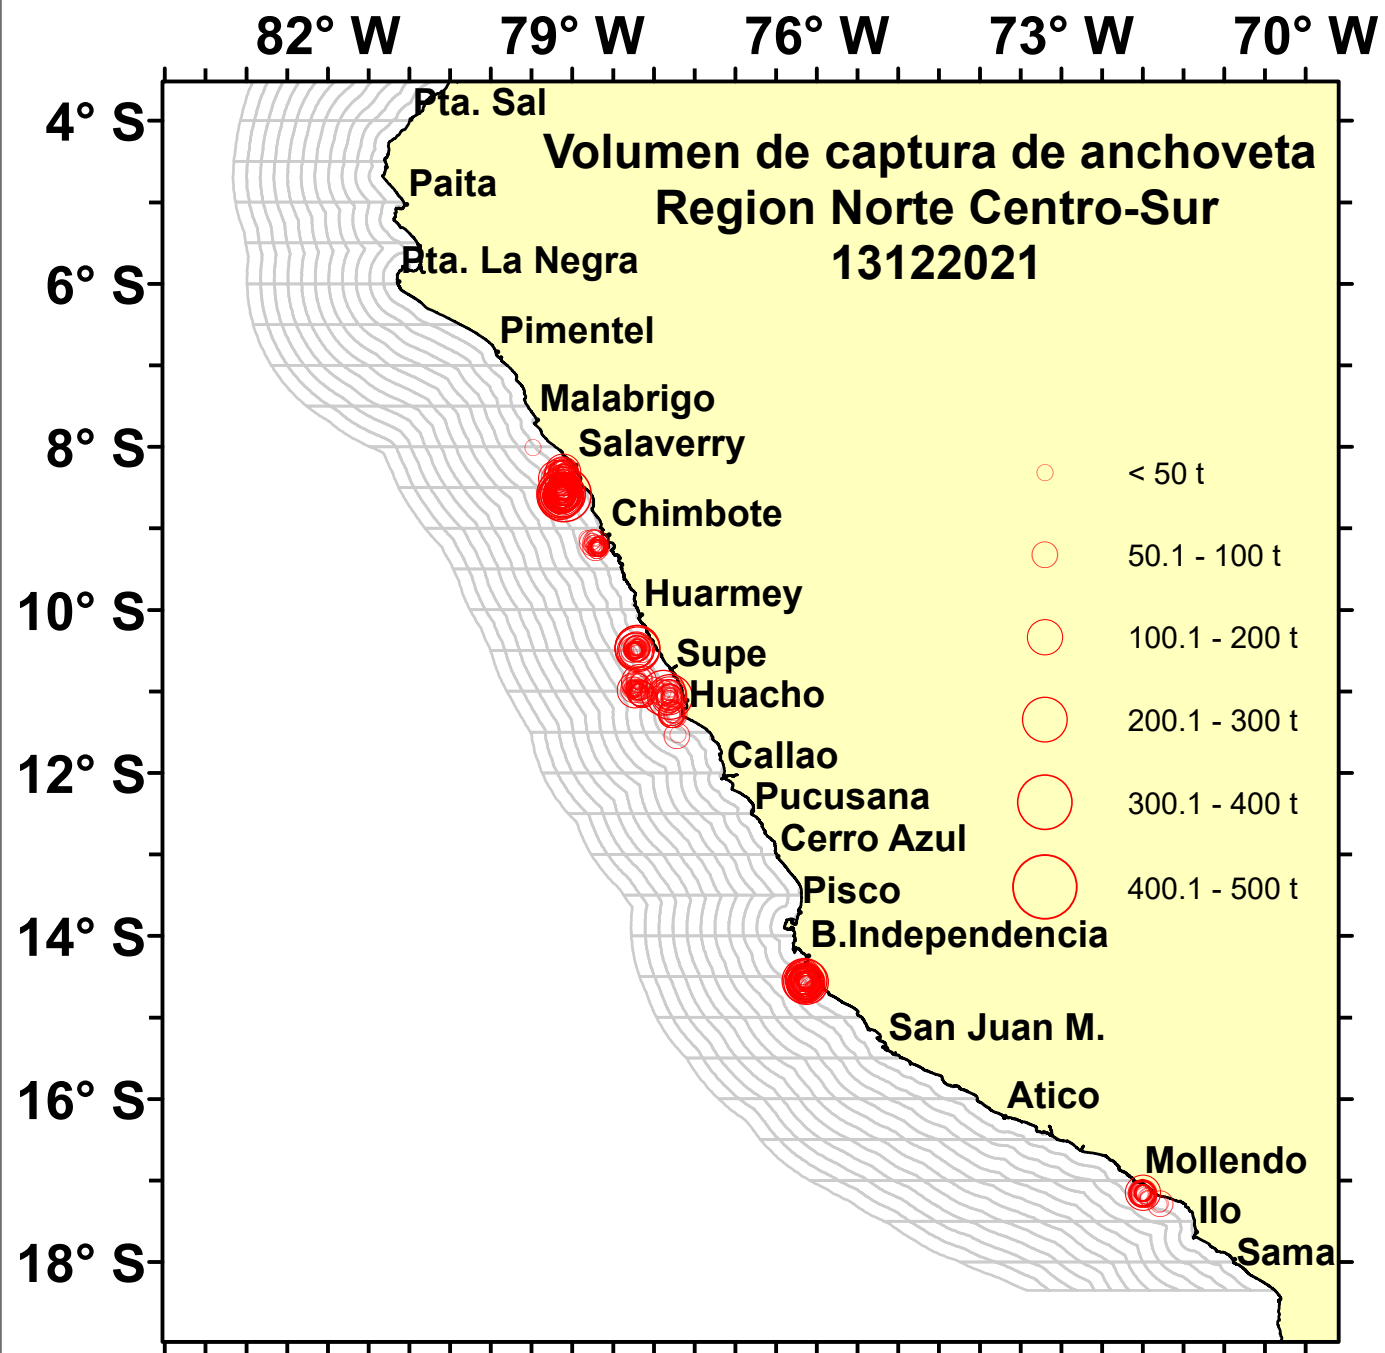 82° W 79° W 76° W 73° W 70° W
4° S
6° S
8° S
10° S
12° S
14° S
16° S
18° S
Volumen de captura de anchoveta
Region Norte Centro-Sur
13122021
Pta. Sal
Paita
Pta. La Negra
Pimentel
Malabrigo
Salaverry
Chimbote
Huarmey
Supe
Huacho
Callao
Pucusana
Cerro Azul
Pisco
B.Independencia
San Juan M.
Atico
Mollendo
Ilo
Sama
< 50 t
50.1 - 100 t
100.1 - 200 t
200.1 - 300 t
300.1 - 400 t
400.1 - 500 t